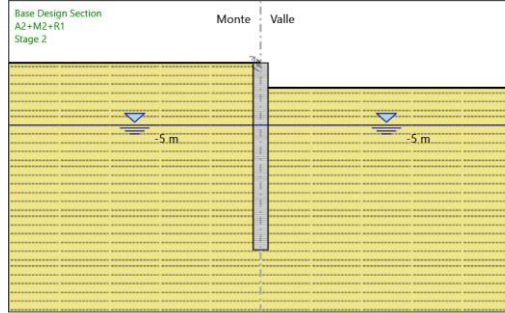 Base Design Section
A2+M2+R1
Stage 2
Monte Valle
-5 m -5 m